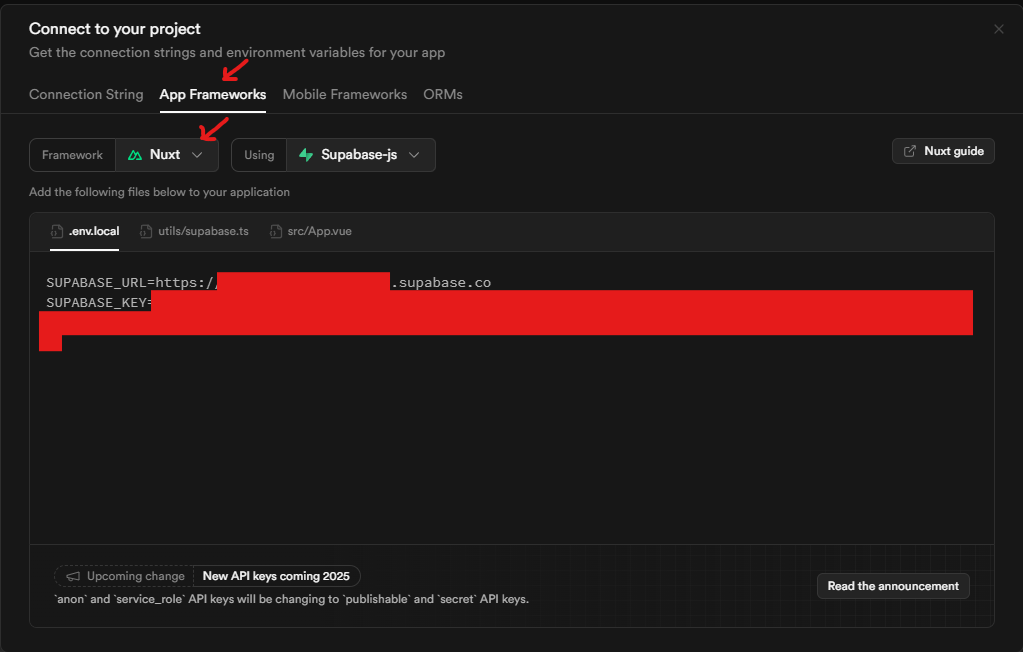 Connect to your project
Get the connection strings and environment variables for your app
Connection String App Frameworks Mobile Frameworks ORMs
Framework Nuxt Using Supabase-js Nuxt guide
Add the following files below to your application
.env.local utils/supabase.ts src/App.vue
SUPABASE_URL=https:/ .supabase.co
SUPABASE_KEY=
Upcoming change New API keys coming 2025
`anon` and `service_role` API keys will be changing to `publishable` and `secret` API keys.
Read the announcement